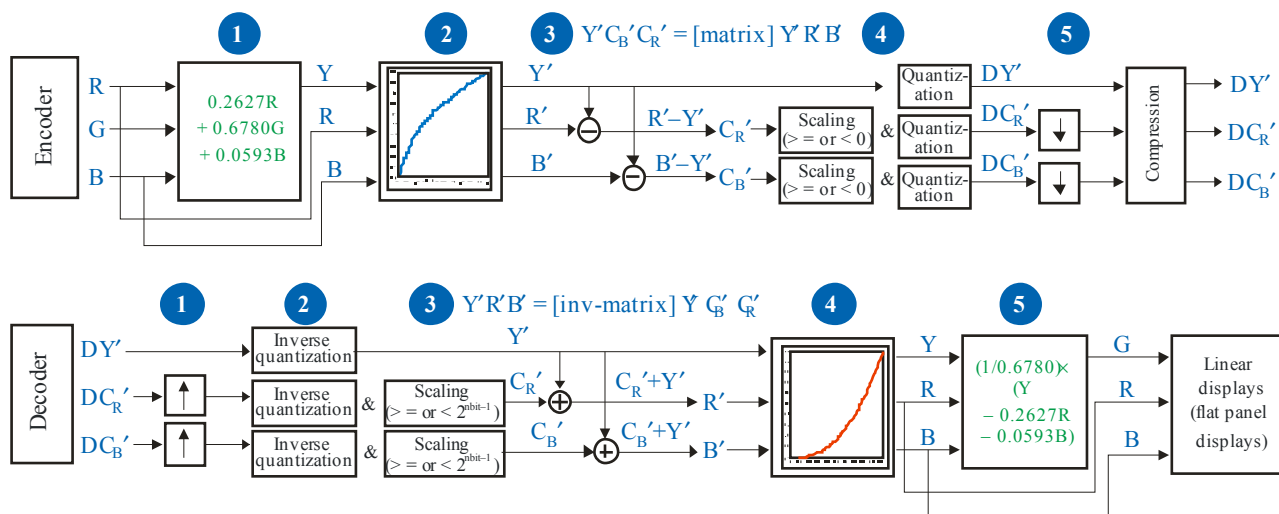 1 2 3 Y′C_B′C_R′ = [matrix] Y′ R′ B′ 4 5
Encoder
R
G
B
0.2627R
+ 0.6780G
+ 0.0593B
Y
R
B
Y′
R′
B′
−
−
R′−Y′
B′−Y′
C_R′
C_B′
Scaling
(> = or < 0)
&
Scaling
(> = or < 0)
&
Quantiz-
ation
Quantiz-
ation
Quantiz-
ation
DY′
DC_R′
DC_B′
↓
↓
Compression
DY′
DC_R′
DC_B′
1 2 3 Y′R′B′ = [inv-matrix] Y′ C_B′ C_R′ 4 5
Decoder
DY′
DC_R′
DC_B′
↑
↑
Inverse
quantization
Inverse
quantization
Inverse
quantization
&
Scaling
(> = or < 2^nbit–1)
&
Scaling
(> = or < 2^nbit–1)
Y′
C_R′
C_B′
+
+
C_R′+Y′
C_B′+Y′
R′
B′
Y
R
B
(1/0.6780)×
(Y
− 0.2627R
− 0.0593B)
G
R
B
Linear
displays
(flat panel
displays)